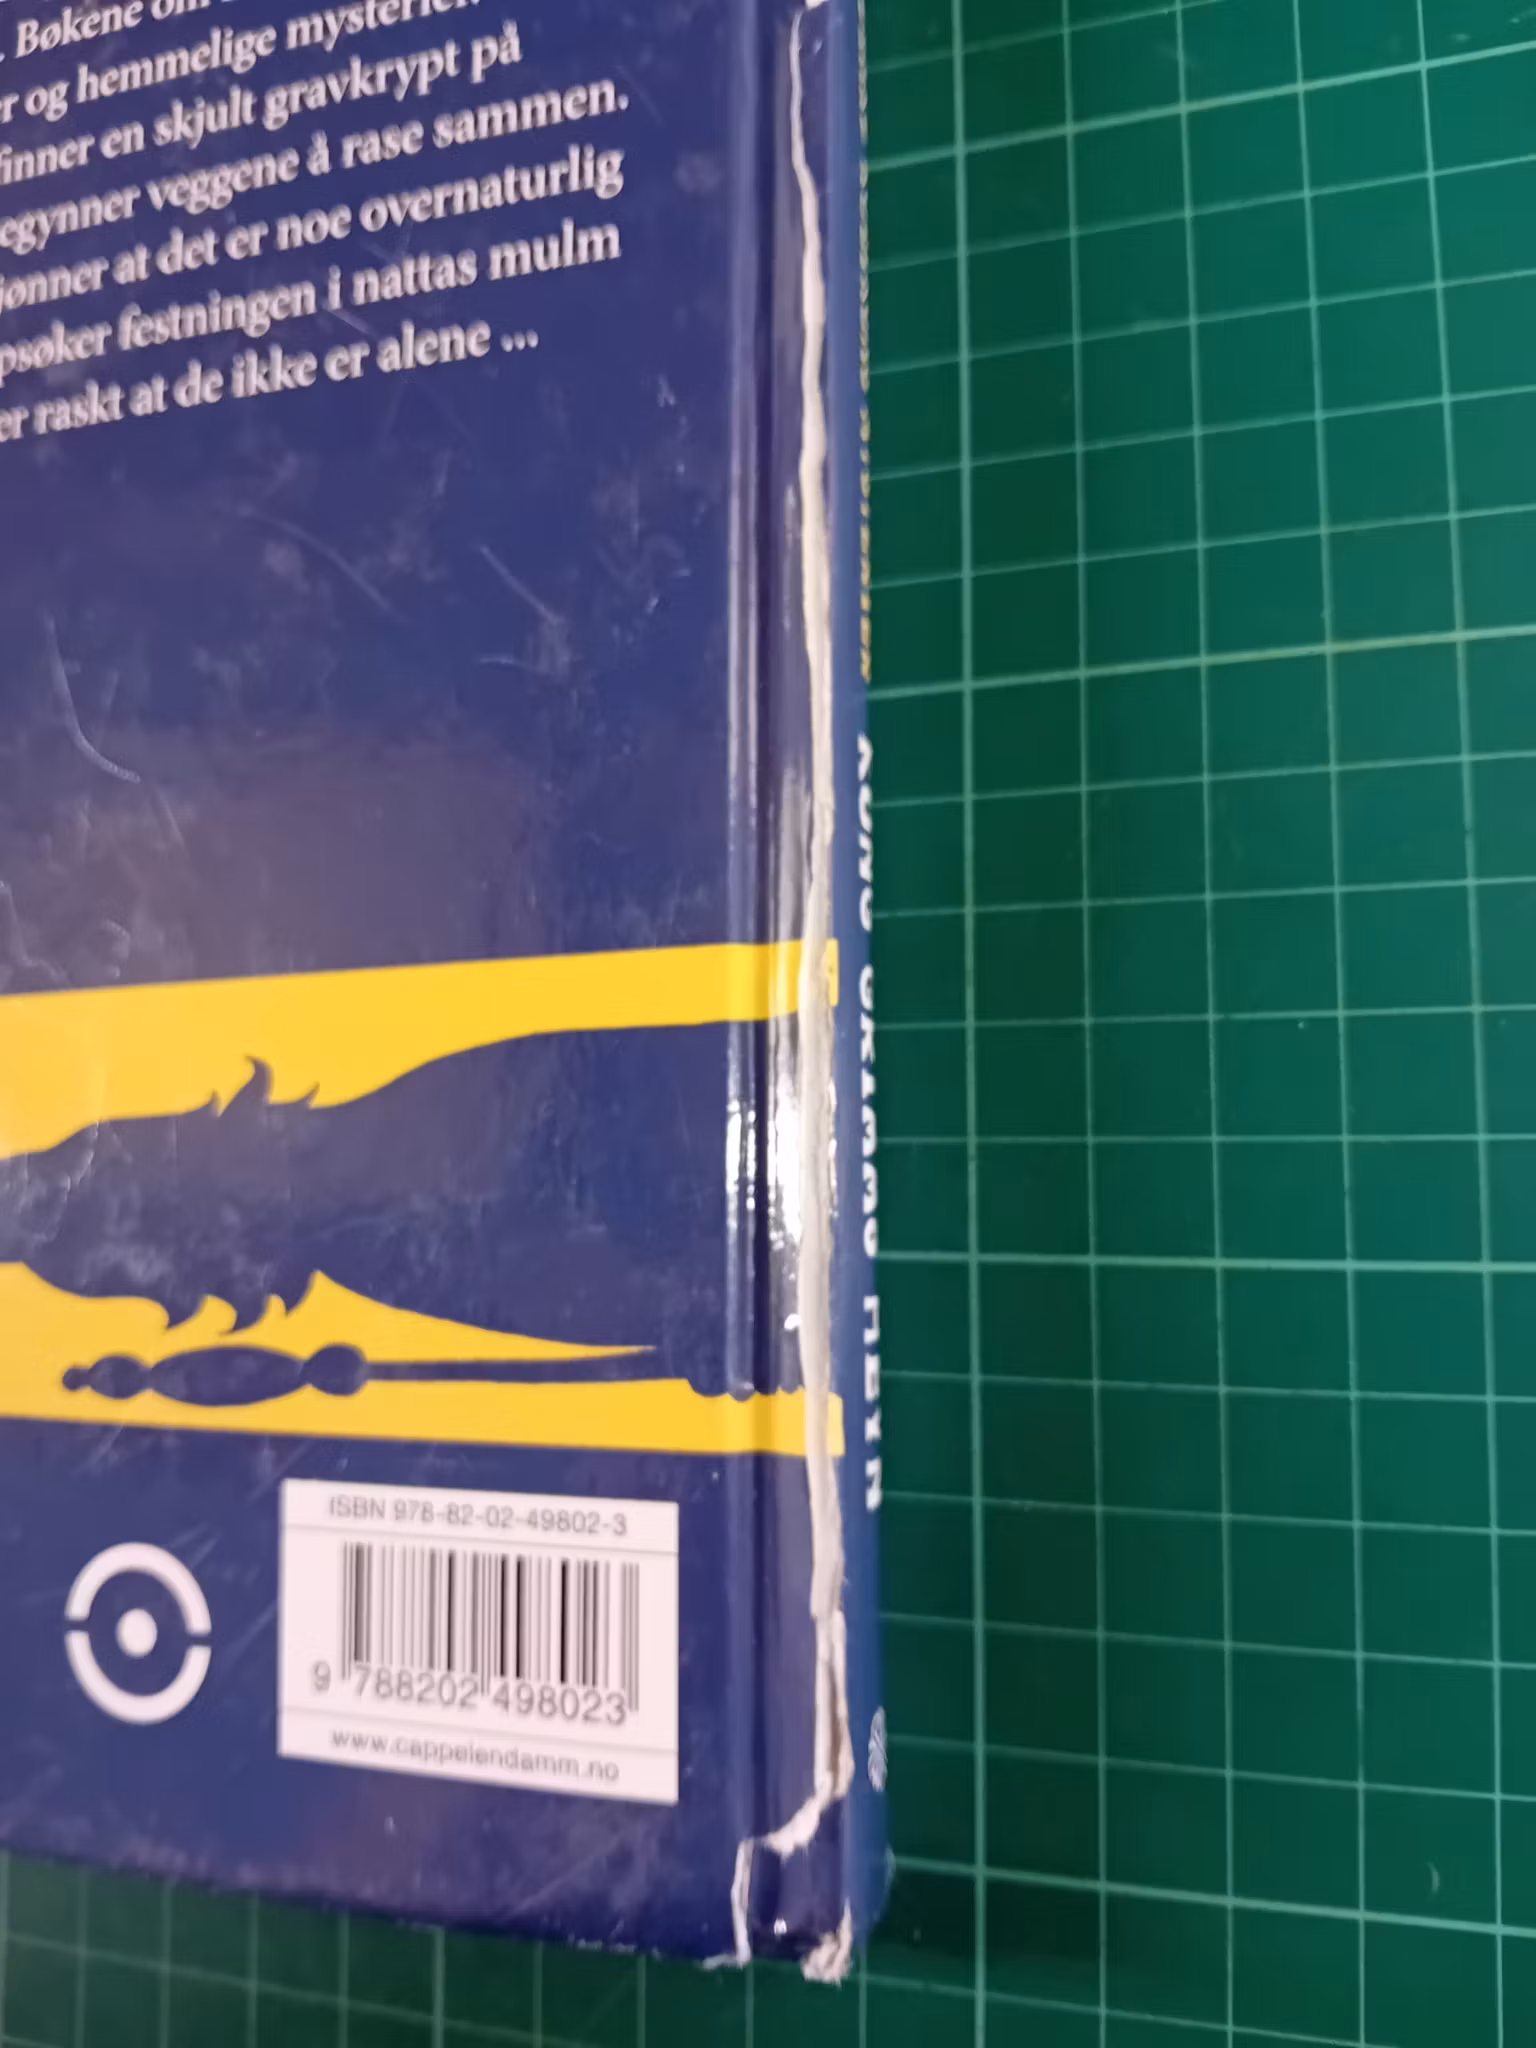 . Bøkene om
r og hemmelige mysterier.
finner en skjult gravkrypt på
egynner veggene å rase sammen.
jønner at det er noe overnaturlig
psøker festningen i nattas mulm
er raskt at de ikke er alene ...
ISBN 978-82-02-49802-3
9 788202 498023
www.cappelendamm.no
HEYN